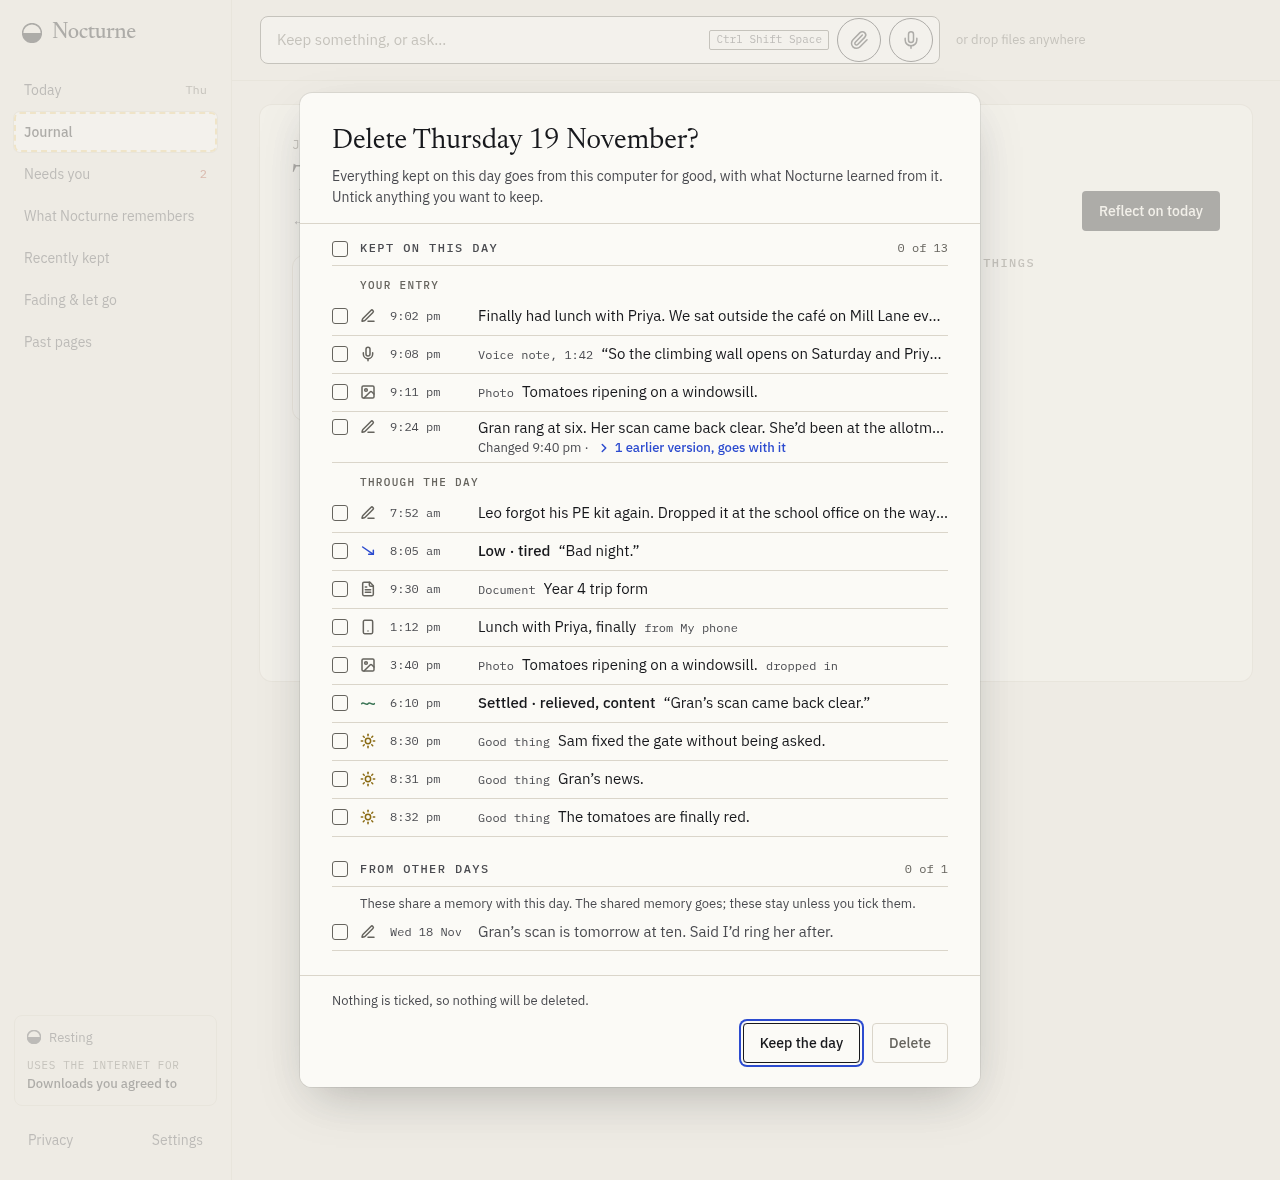 Nocturne
Keep something, or ask...
Ctrl Shift Space
or drop files anywhere
Today
Thu
Journal
Needs you
2
What Nocturne remembers
Recently kept
Fading & let go
Past pages
Reflect on today
THINGS
Delete Thursday 19 November?
Everything kept on this day goes from this computer for good, with what Nocturne learned from it.
Untick anything you want to keep.
KEPT ON THIS DAY
0 of 13
YOUR ENTRY
9:02 pm Finally had lunch with Priya. We sat outside the café on Mill Lane ev...
9:08 pm Voice note, 1:42 “So the climbing wall opens on Saturday and Priy...
9:11 pm Photo Tomatoes ripening on a windowsill.
9:24 pm Gran rang at six. Her scan came back clear. She’d been at the allotm...
Changed 9:40 pm · 1 earlier version, goes with it
THROUGH THE DAY
7:52 am Leo forgot his PE kit again. Dropped it at the school office on the way...
8:05 am Low · tired “Bad night.”
9:30 am Document Year 4 trip form
1:12 pm Lunch with Priya, finally from My phone
3:40 pm Photo Tomatoes ripening on a windowsill. dropped in
6:10 pm Settled · relieved, content “Gran’s scan came back clear.”
8:30 pm Good thing Sam fixed the gate without being asked.
8:31 pm Good thing Gran’s news.
8:32 pm Good thing The tomatoes are finally red.
FROM OTHER DAYS
0 of 1
These share a memory with this day. The shared memory goes; these stay unless you tick them.
Wed 18 Nov Gran’s scan is tomorrow at ten. Said I’d ring her after.
Nothing is ticked, so nothing will be deleted.
Keep the day
Delete
Resting
USES THE INTERNET FOR
Downloads you agreed to
Privacy
Settings